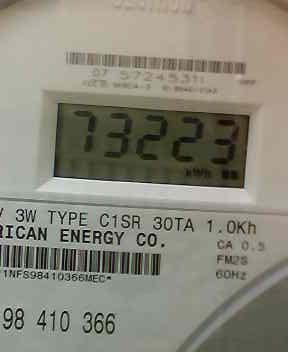 07 57245311
73223
kWh
V 3W TYPE C1SR 30TA 1.0Kh
RICAN ENERGY CO.
CA 0.5
FM2S
60Hz
1NFS98410366MEC*
98 410 366